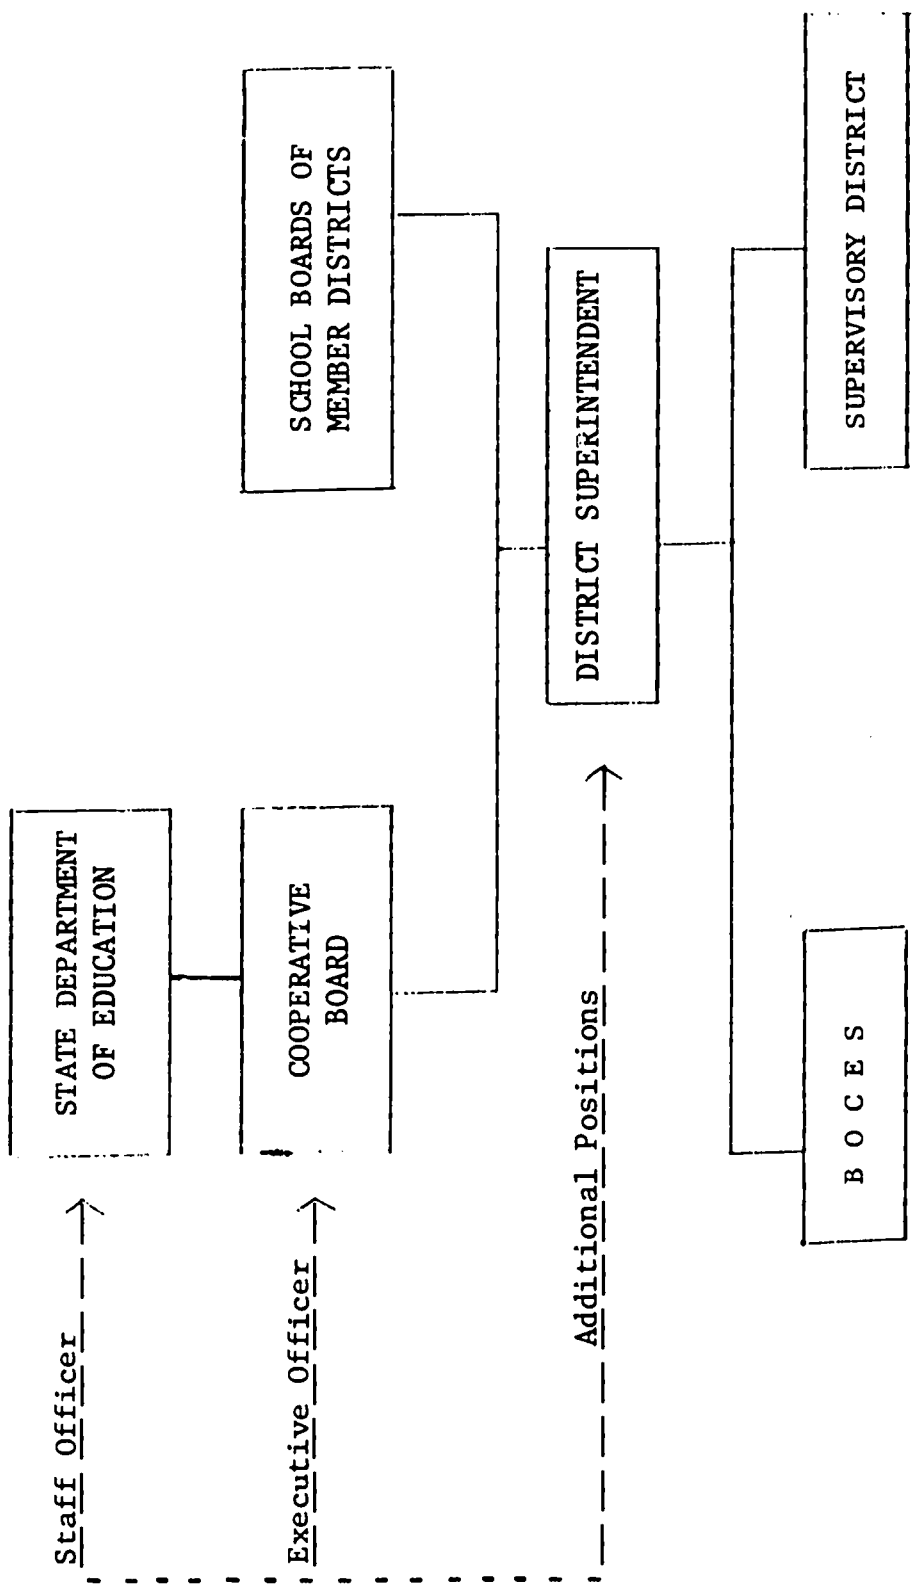 Staff Officer
STATE DEPARTMENT
OF EDUCATION
Executive Officer
COOPERATIVE
BOARD
SCHOOL BOARDS OF
MEMBER DISTRICTS
Additional Positions
DISTRICT SUPERINTENDENT
B O C E S
SUPERVISORY DISTRICT